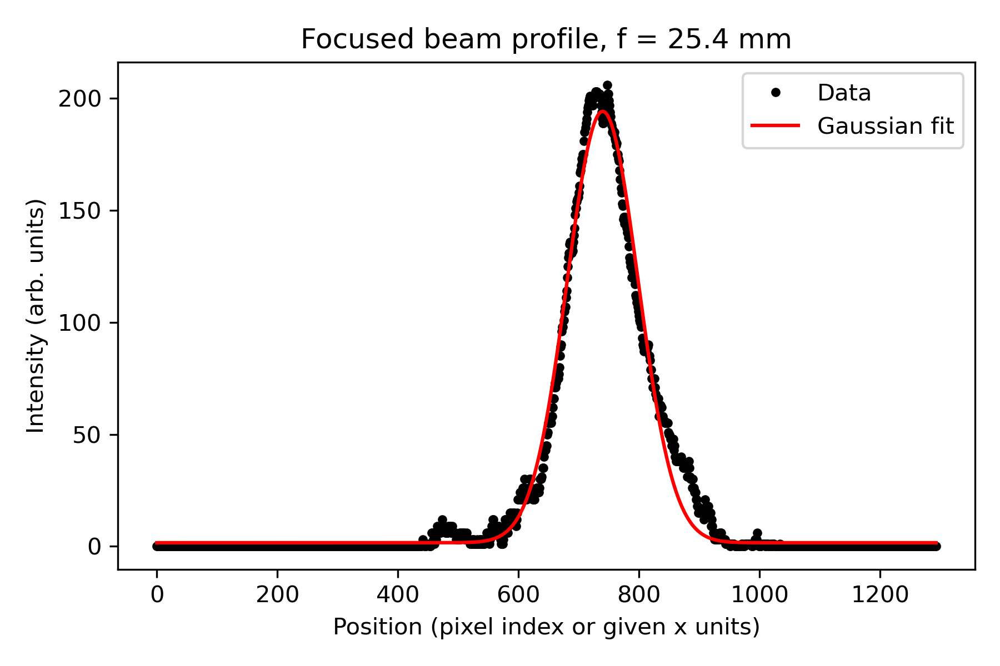 Focused beam profile, f = 25.4 mm
Data
Gaussian fit
Intensity (arb. units)
200
150
100
50
0
0 200 400 600 800 1000 1200
Position (pixel index or given x units)